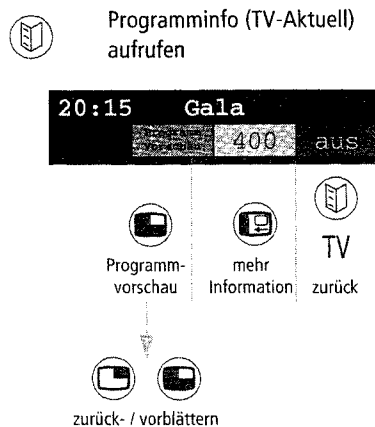 Programminfo (TV-Aktuell)
aufrufen
20:15 Gala
400 aus
Programm-
vorschau
mehr
Information
TV
zurück
zurück- / vorblättern